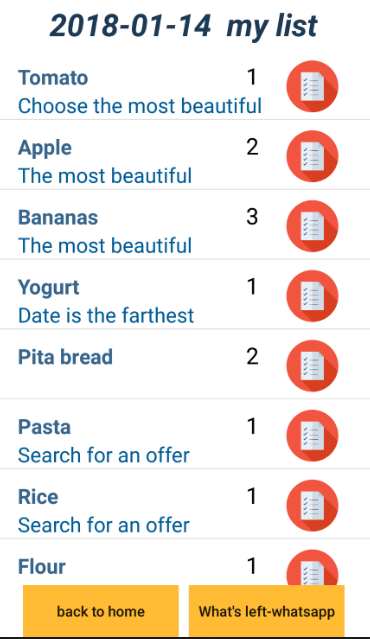 2018-01-14 my list
Tomato 1
Choose the most beautiful
Apple 2
The most beautiful
Bananas 3
The most beautiful
Yogurt 1
Date is the farthest
Pita bread 2
Pasta 1
Search for an offer
Rice 1
Search for an offer
Flour 1
back to home What's left-whatsapp